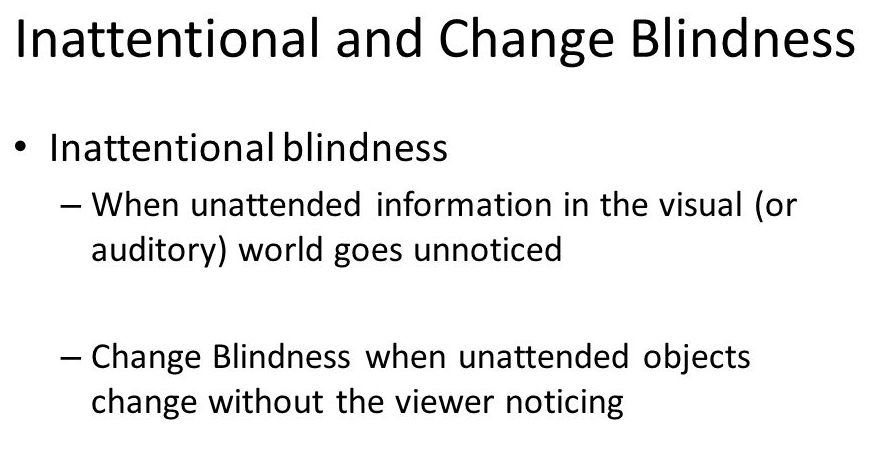 Inattentional and Change Blindness
• Inattentional blindness
– When unattended information in the visual (or
auditory) world goes unnoticed
– Change Blindness when unattended objects
change without the viewer noticing